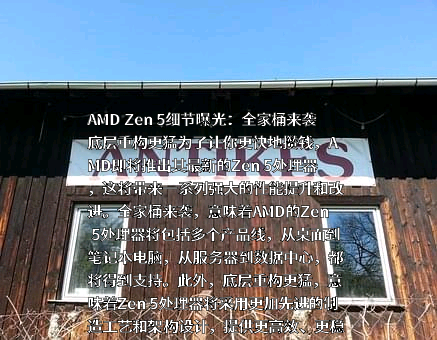 AMD Zen 5细节曝光：全家桶来袭
底层重构更猛为了让你更快地搅钱，A
MD即将推出其最新的Zen 5处理器
，这将带来一系列强大的性能提升和改
进。全家桶来袭，意味着AMD的Zen
5处理器将包括多个产品线，从桌面到
笔记本电脑，从服务器到数据中心，都
将得到支持。此外，底层重构更猛，意
味着Zen 5处理器将采用更加先进的制
造工艺和架构设计，提供更高效、更稳